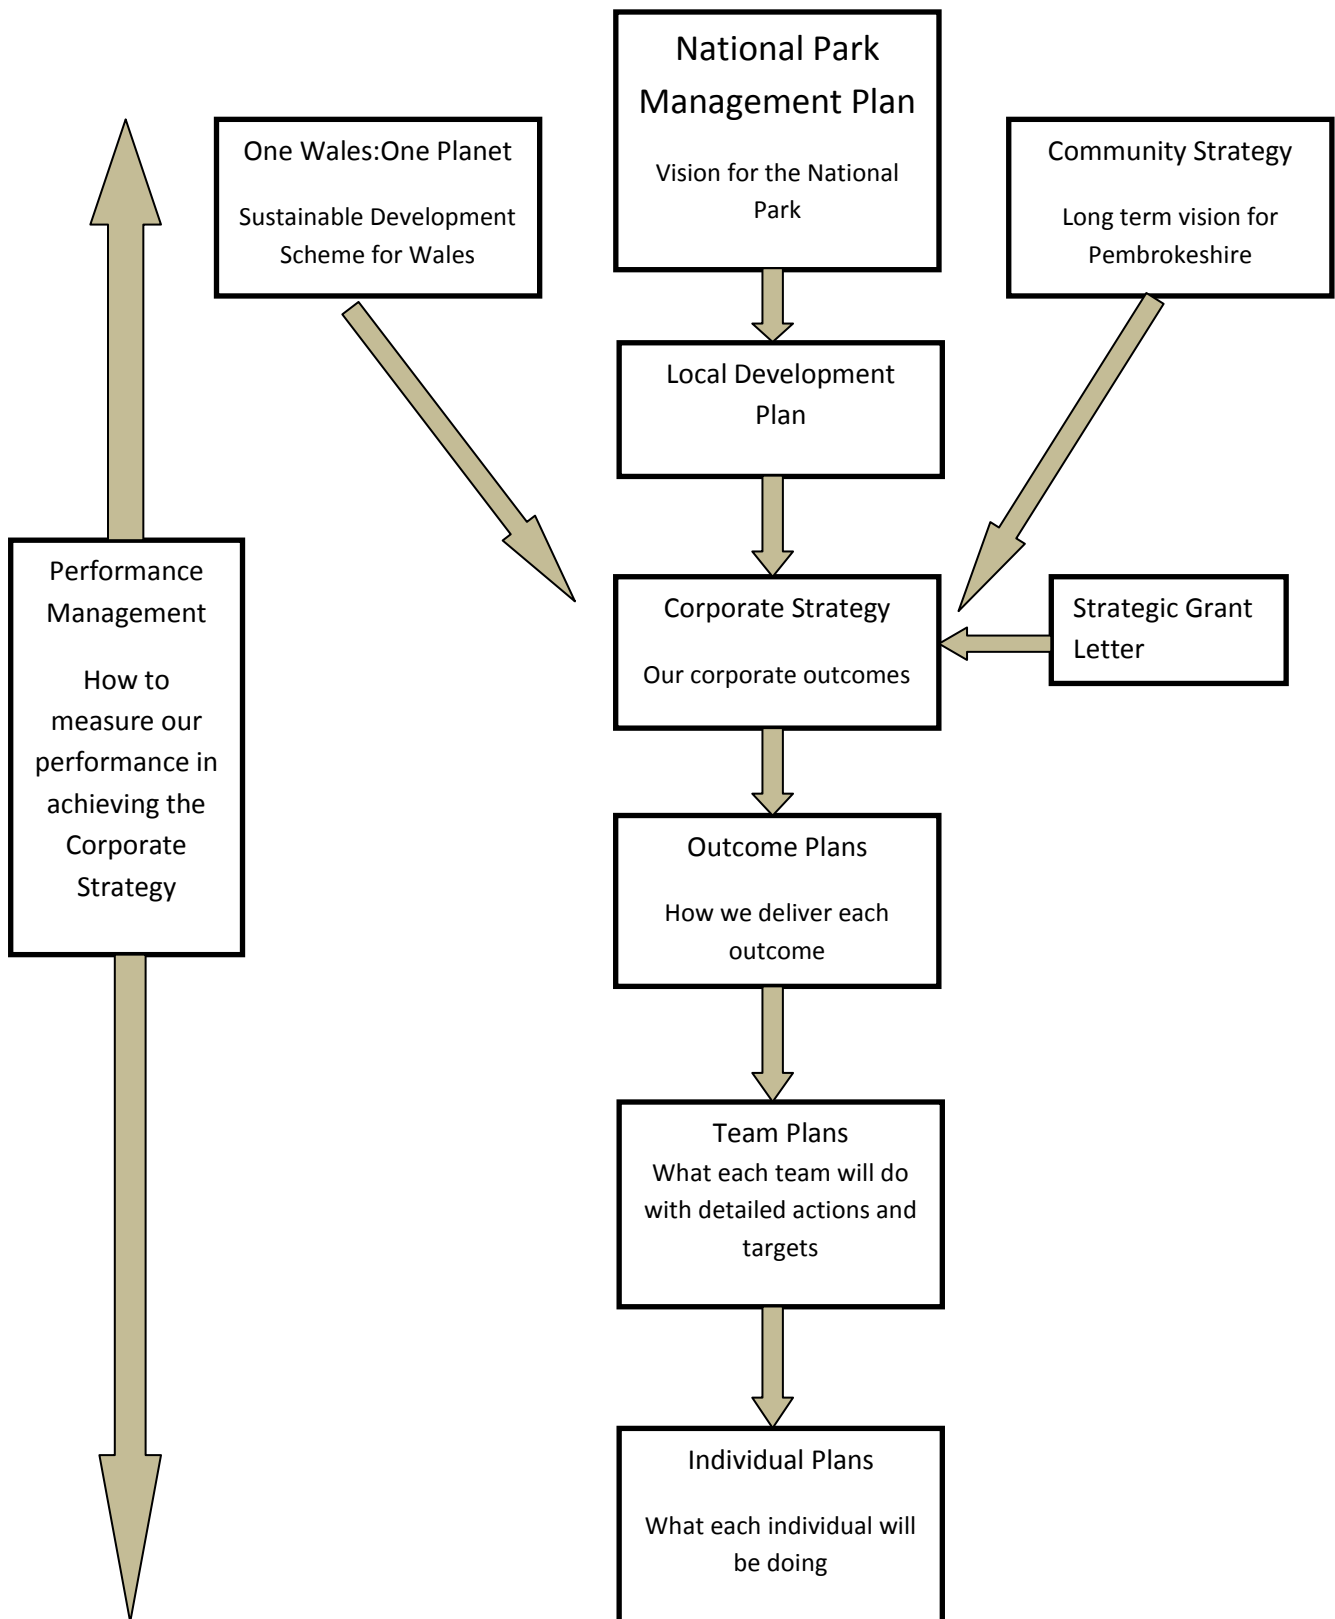 National Park
Management Plan
Vision for the National
Park
One Wales:One Planet
Sustainable Development
Scheme for Wales
Community Strategy
Long term vision for
Pembrokeshire
Local Development
Plan
Performance
Management
How to
measure our
performance in
achieving the
Corporate
Strategy
Corporate Strategy
Our corporate outcomes
Strategic Grant
Letter
Outcome Plans
How we deliver each
outcome
Team Plans
What each team will do
with detailed actions and
targets
Individual Plans
What each individual will
be doing